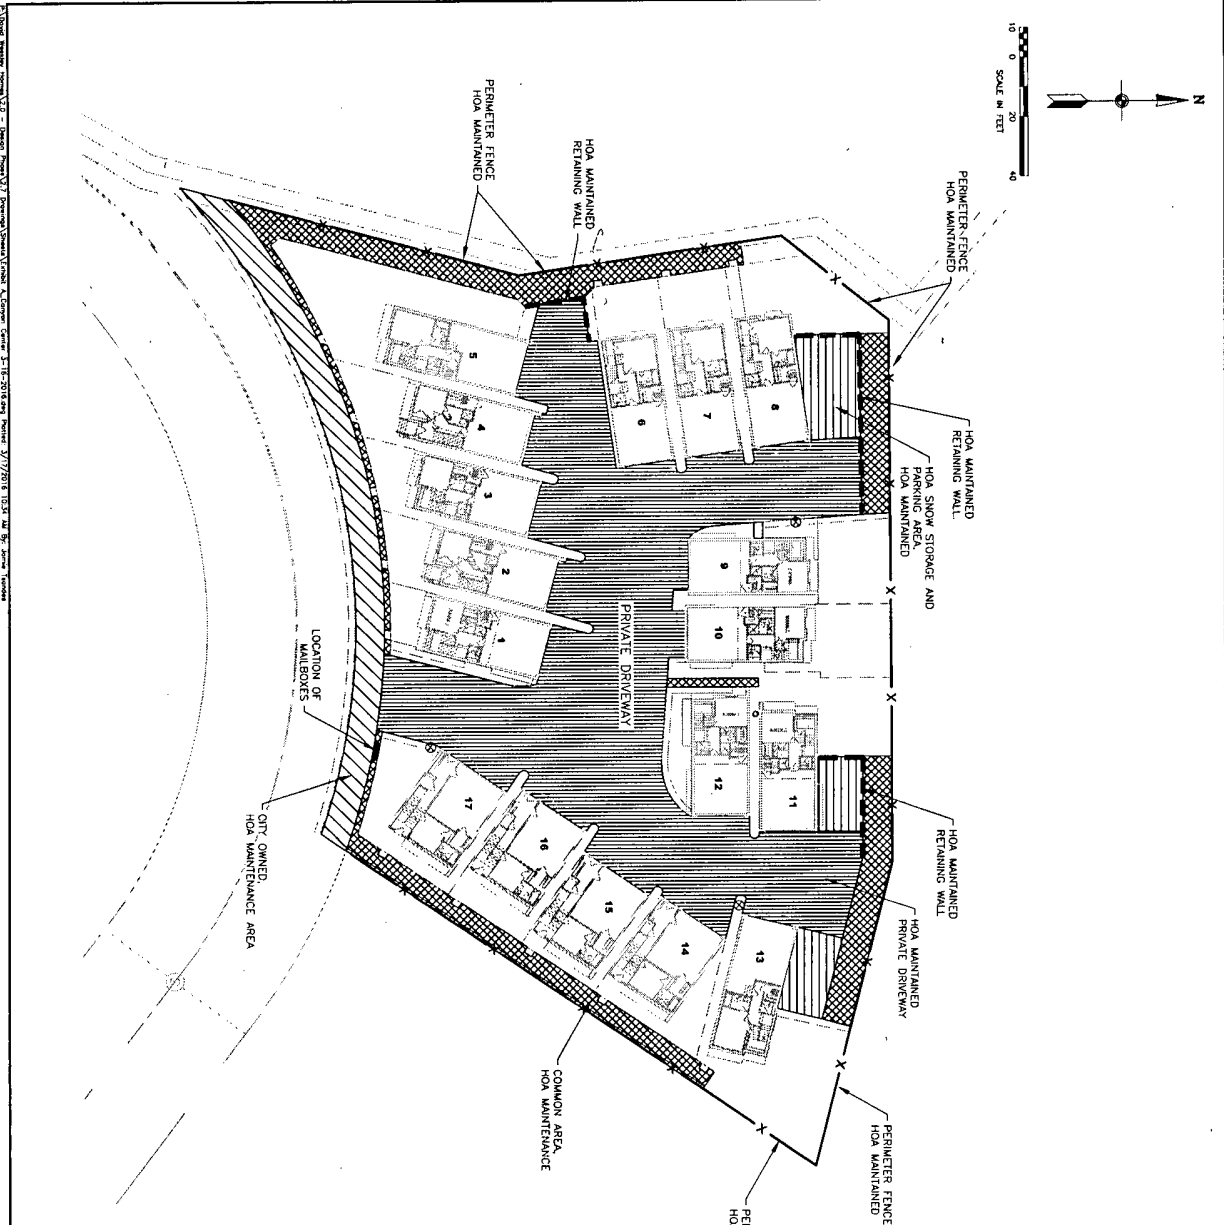 N
10 0 20 40
SCALE IN FEET
PERIMETER FENCE
HOA MAINTAINED
HOA MAINTAINED
RETAINING WALL
HOA SNOW STORAGE AND
PARKING AREA,
HOA MAINTAINED
HOA MAINTAINED
RETAINING WALL
HOA MAINTAINED
PRIVATE DRIVEWAY
PERIMETER FENCE
HOA MAINTAINED
HOA MAINTAINED
RETAINING WALL
PERIMETER FENCE
HOA MAINTAINED
PRIVATE DRIVEWAY
LOCATION OF
MAILBOXES
CITY OWNED,
HOA MAINTENANCE AREA
COMMON AREA,
HOA MAINTENANCE
1
2
3
4
5
6
7
8
9
10
11
12
13
14
15
16
17